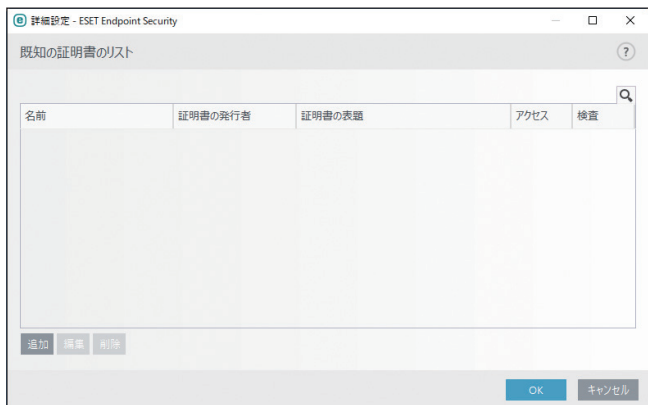 詳細設定 - ESET Endpoint Security
既知の証明書のリスト
?
名前 証明書の発行者 証明書の表題 アクセス 検査
追加 編集 削除
OK キャンセル